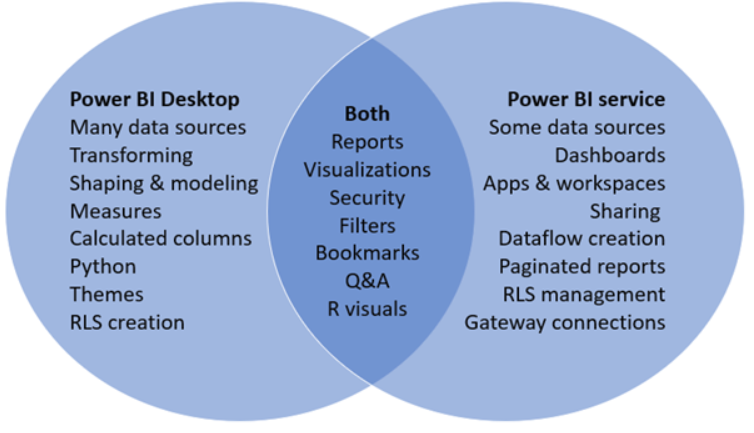 Power BI Desktop
Many data sources
Transforming
Shaping & modeling
Measures
Calculated columns
Python
Themes
RLS creation
Both
Reports
Visualizations
Security
Filters
Bookmarks
Q&A
R visuals
Power BI service
Some data sources
Dashboards
Apps & workspaces
Sharing
Dataflow creation
Paginated reports
RLS management
Gateway connections